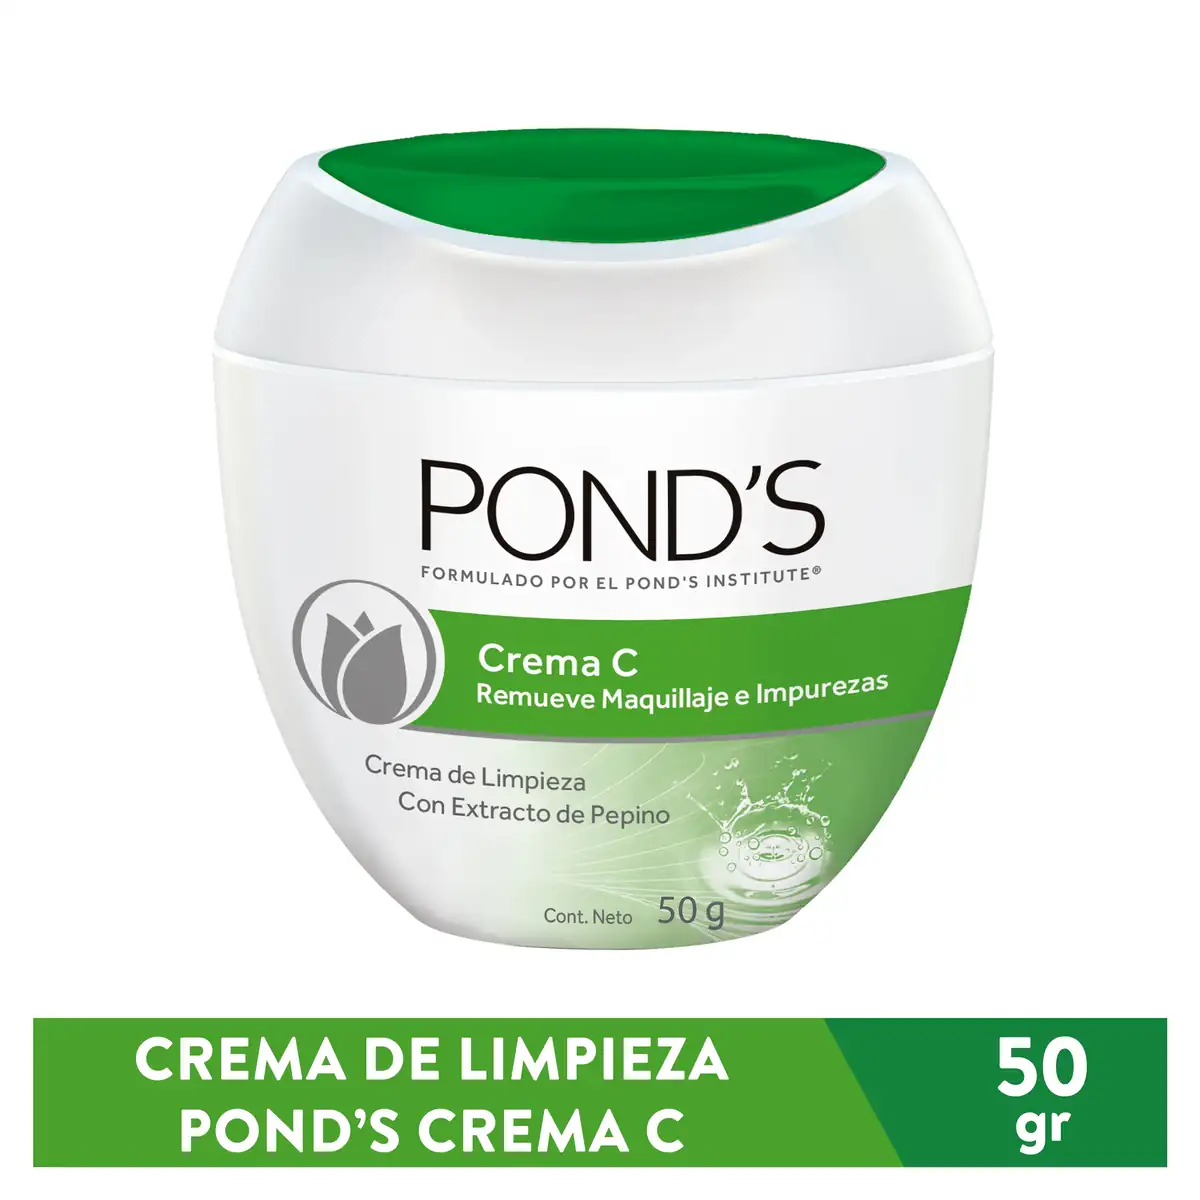 POND'S
FORMULADO POR EL POND'S INSTITUTE®
Crema C
Remueve Maquillaje e Impurezas
Crema de Limpieza
Con Extracto de Pepino
Cont. Neto 50 g
CREMA DE LIMPIEZA
POND'S CREMA C
50
gr